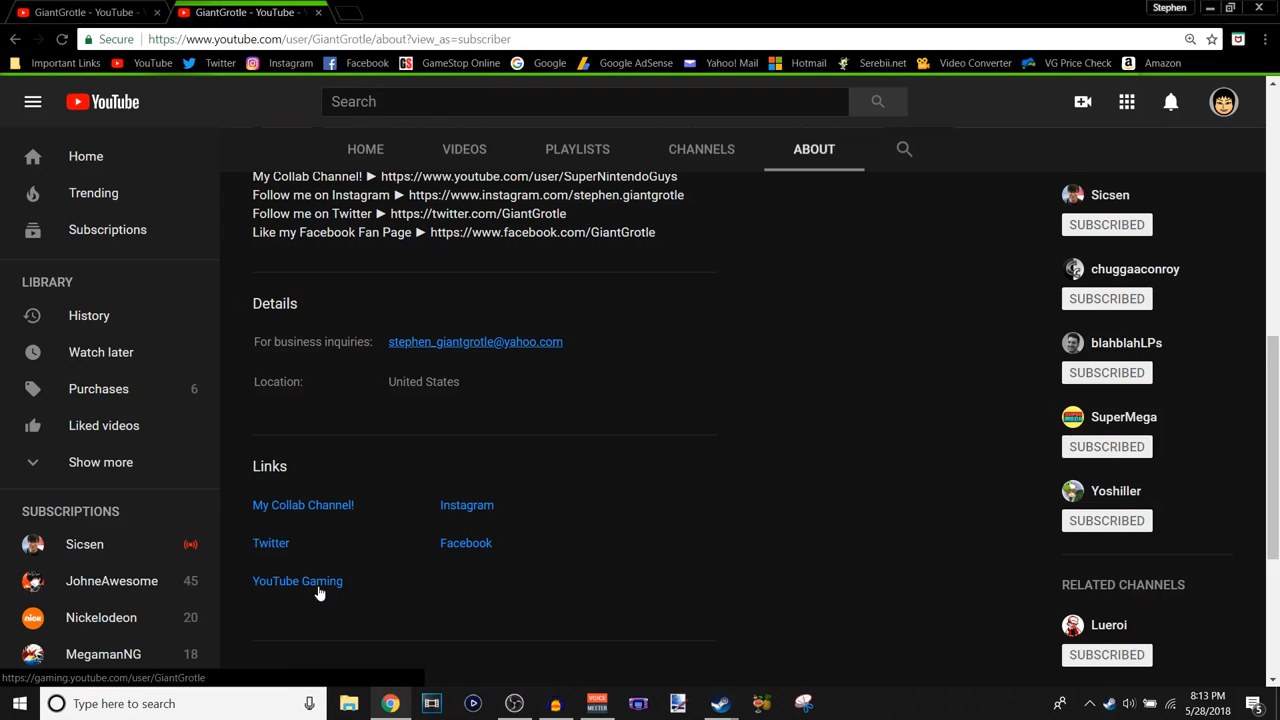 GiantGrotle - YouTube -
GiantGrotle - YouTube -
Stephen
Secure
https://www.youtube.com/user/GiantGrotle/about?view_as=subscriber
Important Links
YouTube
Twitter
Instagram
Facebook
GameStop Online
Google
Google AdSense
Yahoo! Mail
Hotmail
Serebii.net
Video Converter
VG Price Check
Amazon
YouTube
Search
HOME
VIDEOS
PLAYLISTS
CHANNELS
ABOUT
Home
Trending
Subscriptions
LIBRARY
History
Watch later
Purchases 6
Liked videos
Show more
SUBSCRIPTIONS
Sicsen
JohneAwesome 45
Nickelodeon 20
MegamanNG 18
My Collab Channel! ► https://www.youtube.com/user/SuperNintendoGuys
Follow me on Instagram ► https://www.instagram.com/stephen.giantgrotle
Follow me on Twitter ► https://twitter.com/GiantGrotle
Like my Facebook Fan Page ► https://www.facebook.com/GiantGrotle
Details
For business inquiries: stephen_giantgrotle@yahoo.com
Location: United States
Links
My Collab Channel!
Instagram
Twitter
Facebook
YouTube Gaming
Sicsen
SUBSCRIBED
chuggaaconroy
SUBSCRIBED
blahblahLPs
SUBSCRIBED
SuperMega
SUBSCRIBED
Yoshiller
SUBSCRIBED
RELATED CHANNELS
Lueroi
SUBSCRIBED
https://gaming.youtube.com/user/GiantGrotle
Type here to search
VOICE
MEETER
8:13 PM
5/28/2018
5